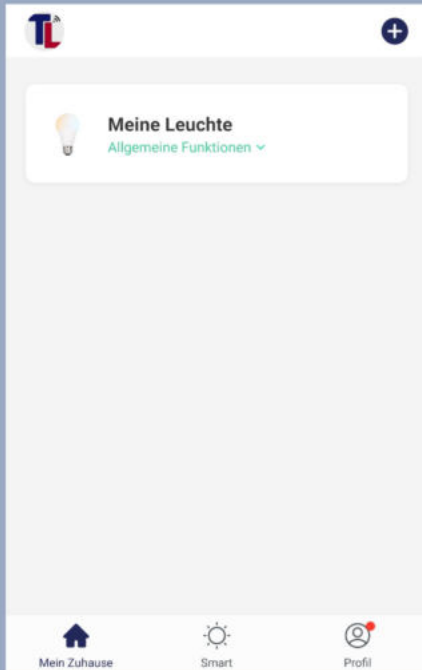 TL
Meine Leuchte
Allgemeine Funktionen
Mein Zuhause
Smart
Profil